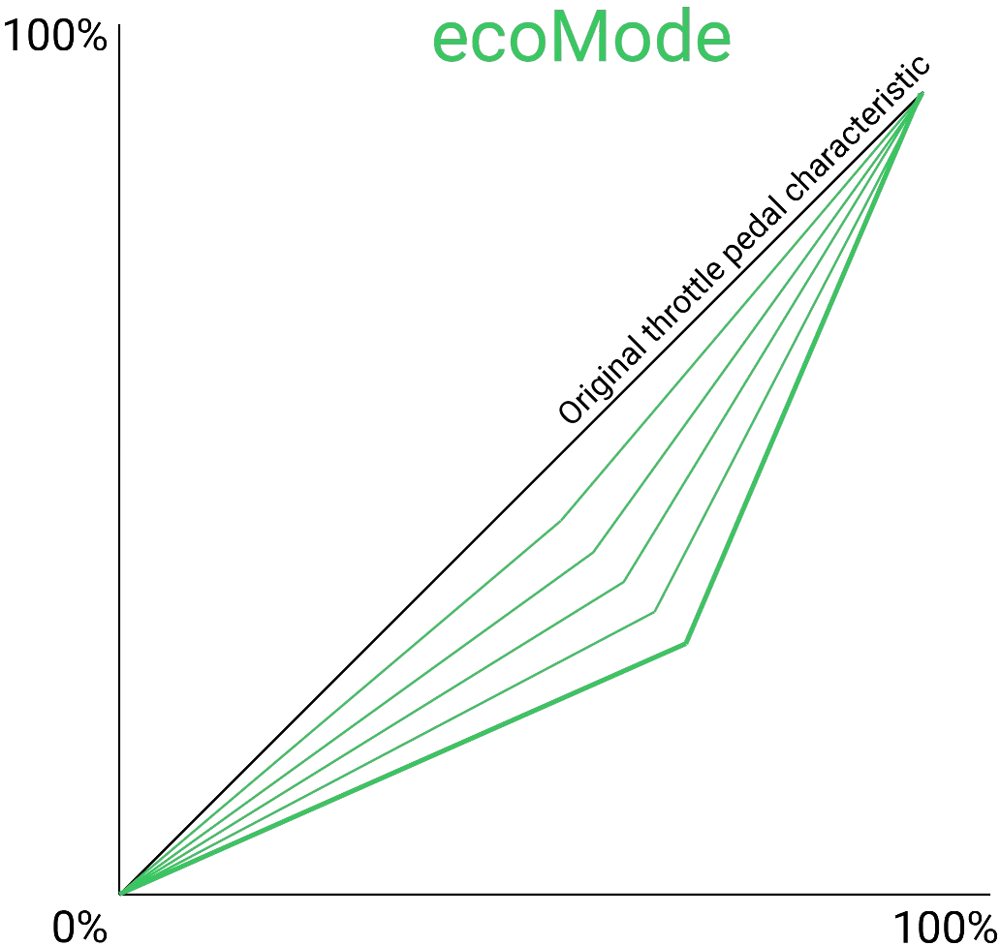 ecoMode
100%
Original throttle pedal characteristic
0%
100%